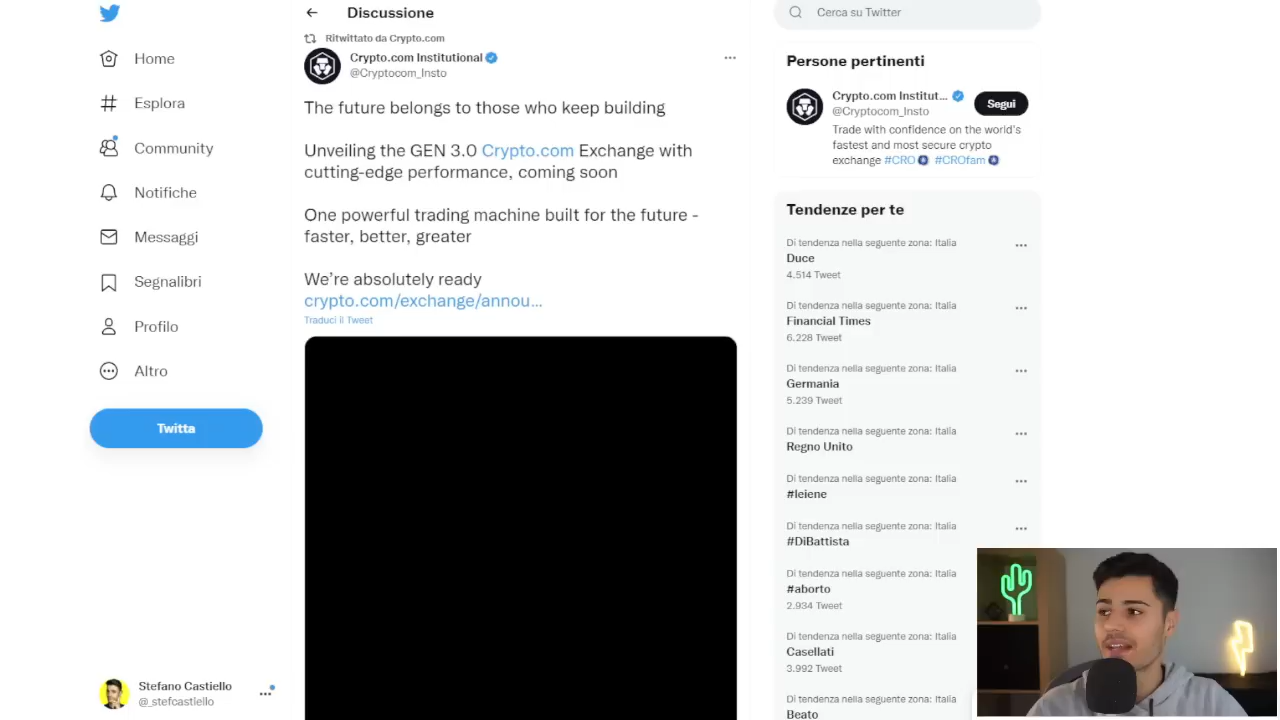 Home
Esplora
Community
Notifiche
Messaggi
Segnalibri
Profilo
Altro
Twitta
Stefano Castiello
@_stefcastiello
Discussione
Ritwittato da Crypto.com
Crypto.com Institutional
@Cryptocom_Insto
The future belongs to those who keep building
Unveiling the GEN 3.0 Crypto.com Exchange with
cutting-edge performance, coming soon
One powerful trading machine built for the future -
faster, better, greater
We’re absolutely ready
crypto.com/exchange/annou...
Traduci il Tweet
Cerca su Twitter
Persone pertinenti
Crypto.com Institut...
@Cryptocom_Insto
Segui
Trade with confidence on the world's
fastest and most secure crypto
exchange #CRO #CROfam
Tendenze per te
Di tendenza nella seguente zona: Italia
Duce
4.514 Tweet
Di tendenza nella seguente zona: Italia
Financial Times
6.228 Tweet
Di tendenza nella seguente zona: Italia
Germania
5.239 Tweet
Di tendenza nella seguente zona: Italia
Regno Unito
Di tendenza nella seguente zona: Italia
#leiene
Di tendenza nella seguente zona: Italia
#DiBattista
Di tendenza nella seguente zona: Italia
#aborto
2.934 Tweet
Di tendenza nella seguente zona: Italia
Casellati
3.992 Tweet
Di tendenza nella seguente zona: Italia
Beato